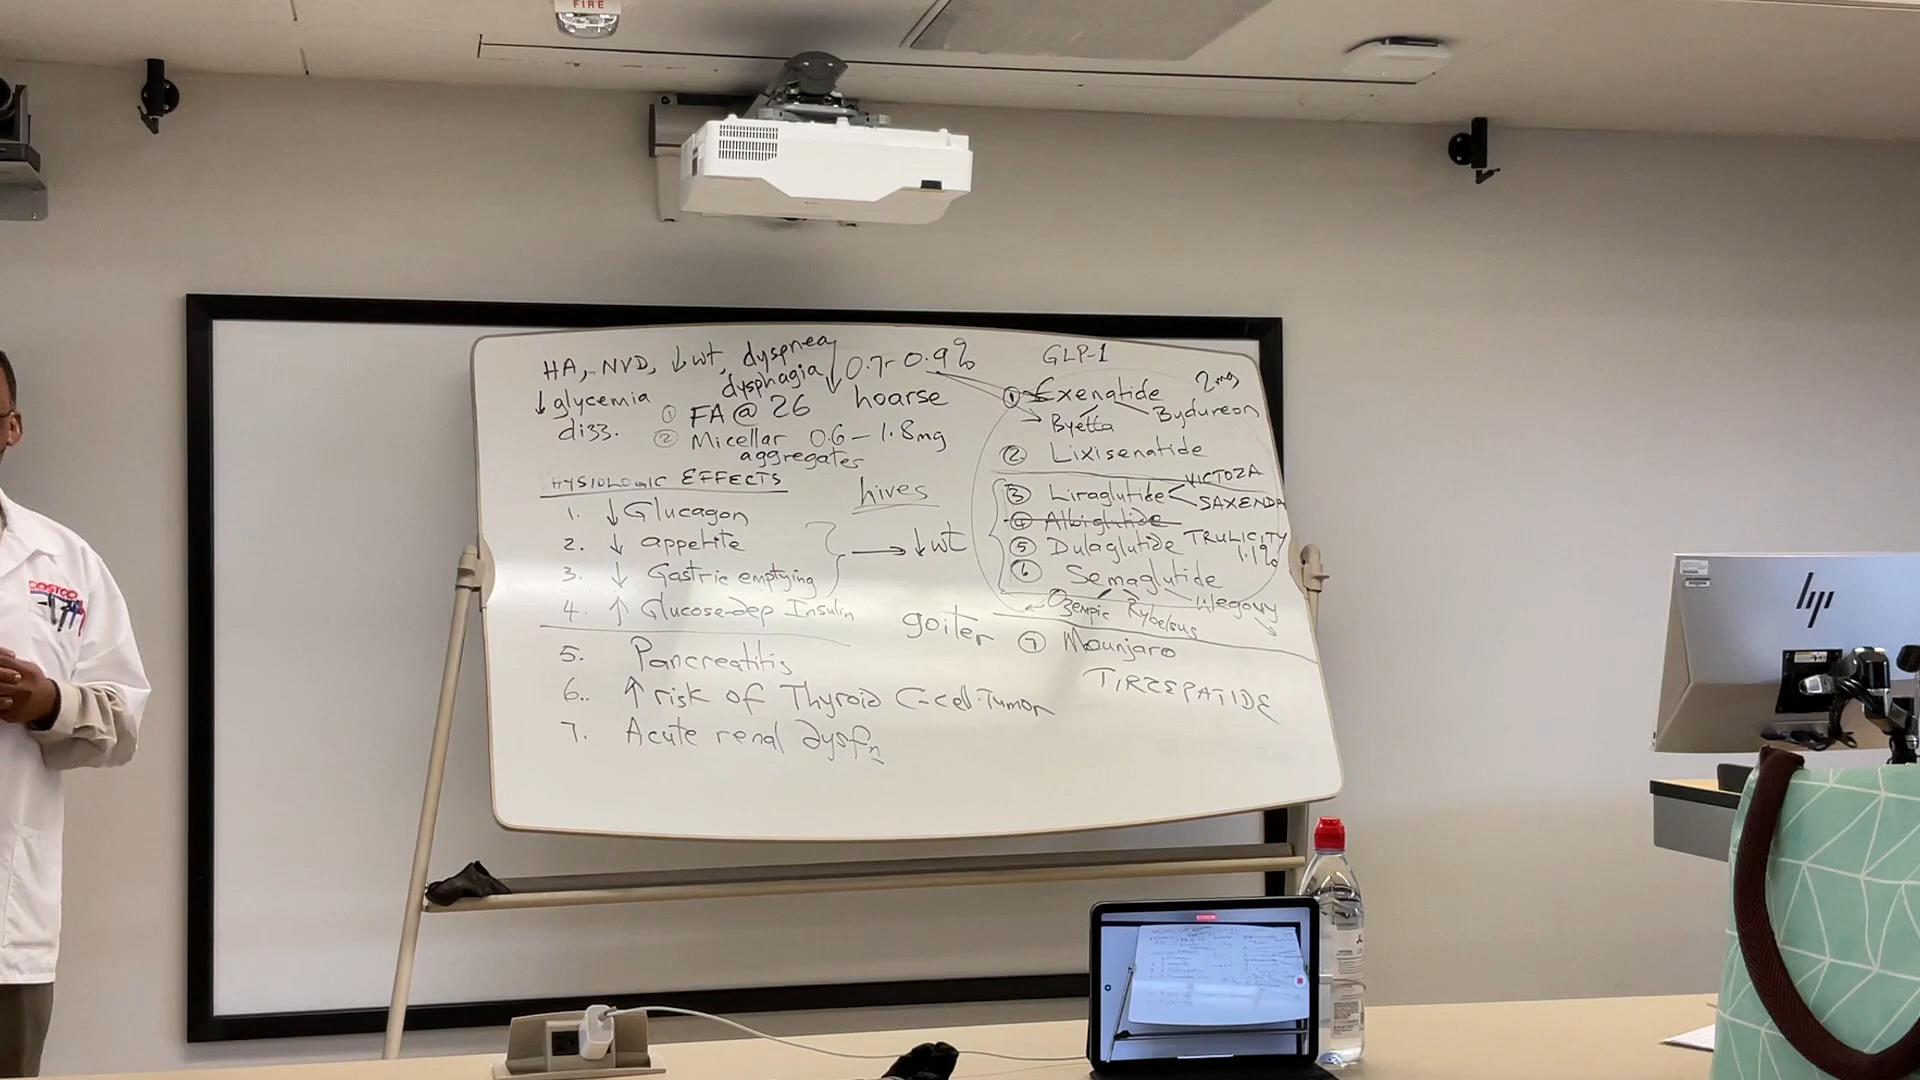 FIRE
HA, NVD, ↓wt, dyspnea
dysphagia
↓ 0.7-0.9%
↓glycemia
dizz.
hoarse
① FA @ 26
② Micellar 0.6 – 1.8mg
aggregates
HYSIOLOGIC EFFECTS
1. ↓ Glucagon
2. ↓ appetite
3. ↓ Gastric emptying
4. ↑ Glucose-dep Insulin
→ ↓wt
hives
goiter
5. Pancreatitis
6. ↑ risk of Thyroid C-cell Tumor
7. Acute renal dysfn
GLP-1
① Exenatide 2mg
Byetta Bydureon
② Lixisenatide
③ Liraglutide VICTOZA
SAXENDA
④ Albiglutide
⑤ Dulaglutide TRULICITY
1.1%
⑥ Semaglutide
Ozempic Rybelsus Wegovy
⑦ Mounjaro
TIRZEPATIDE
COSTCO
hp